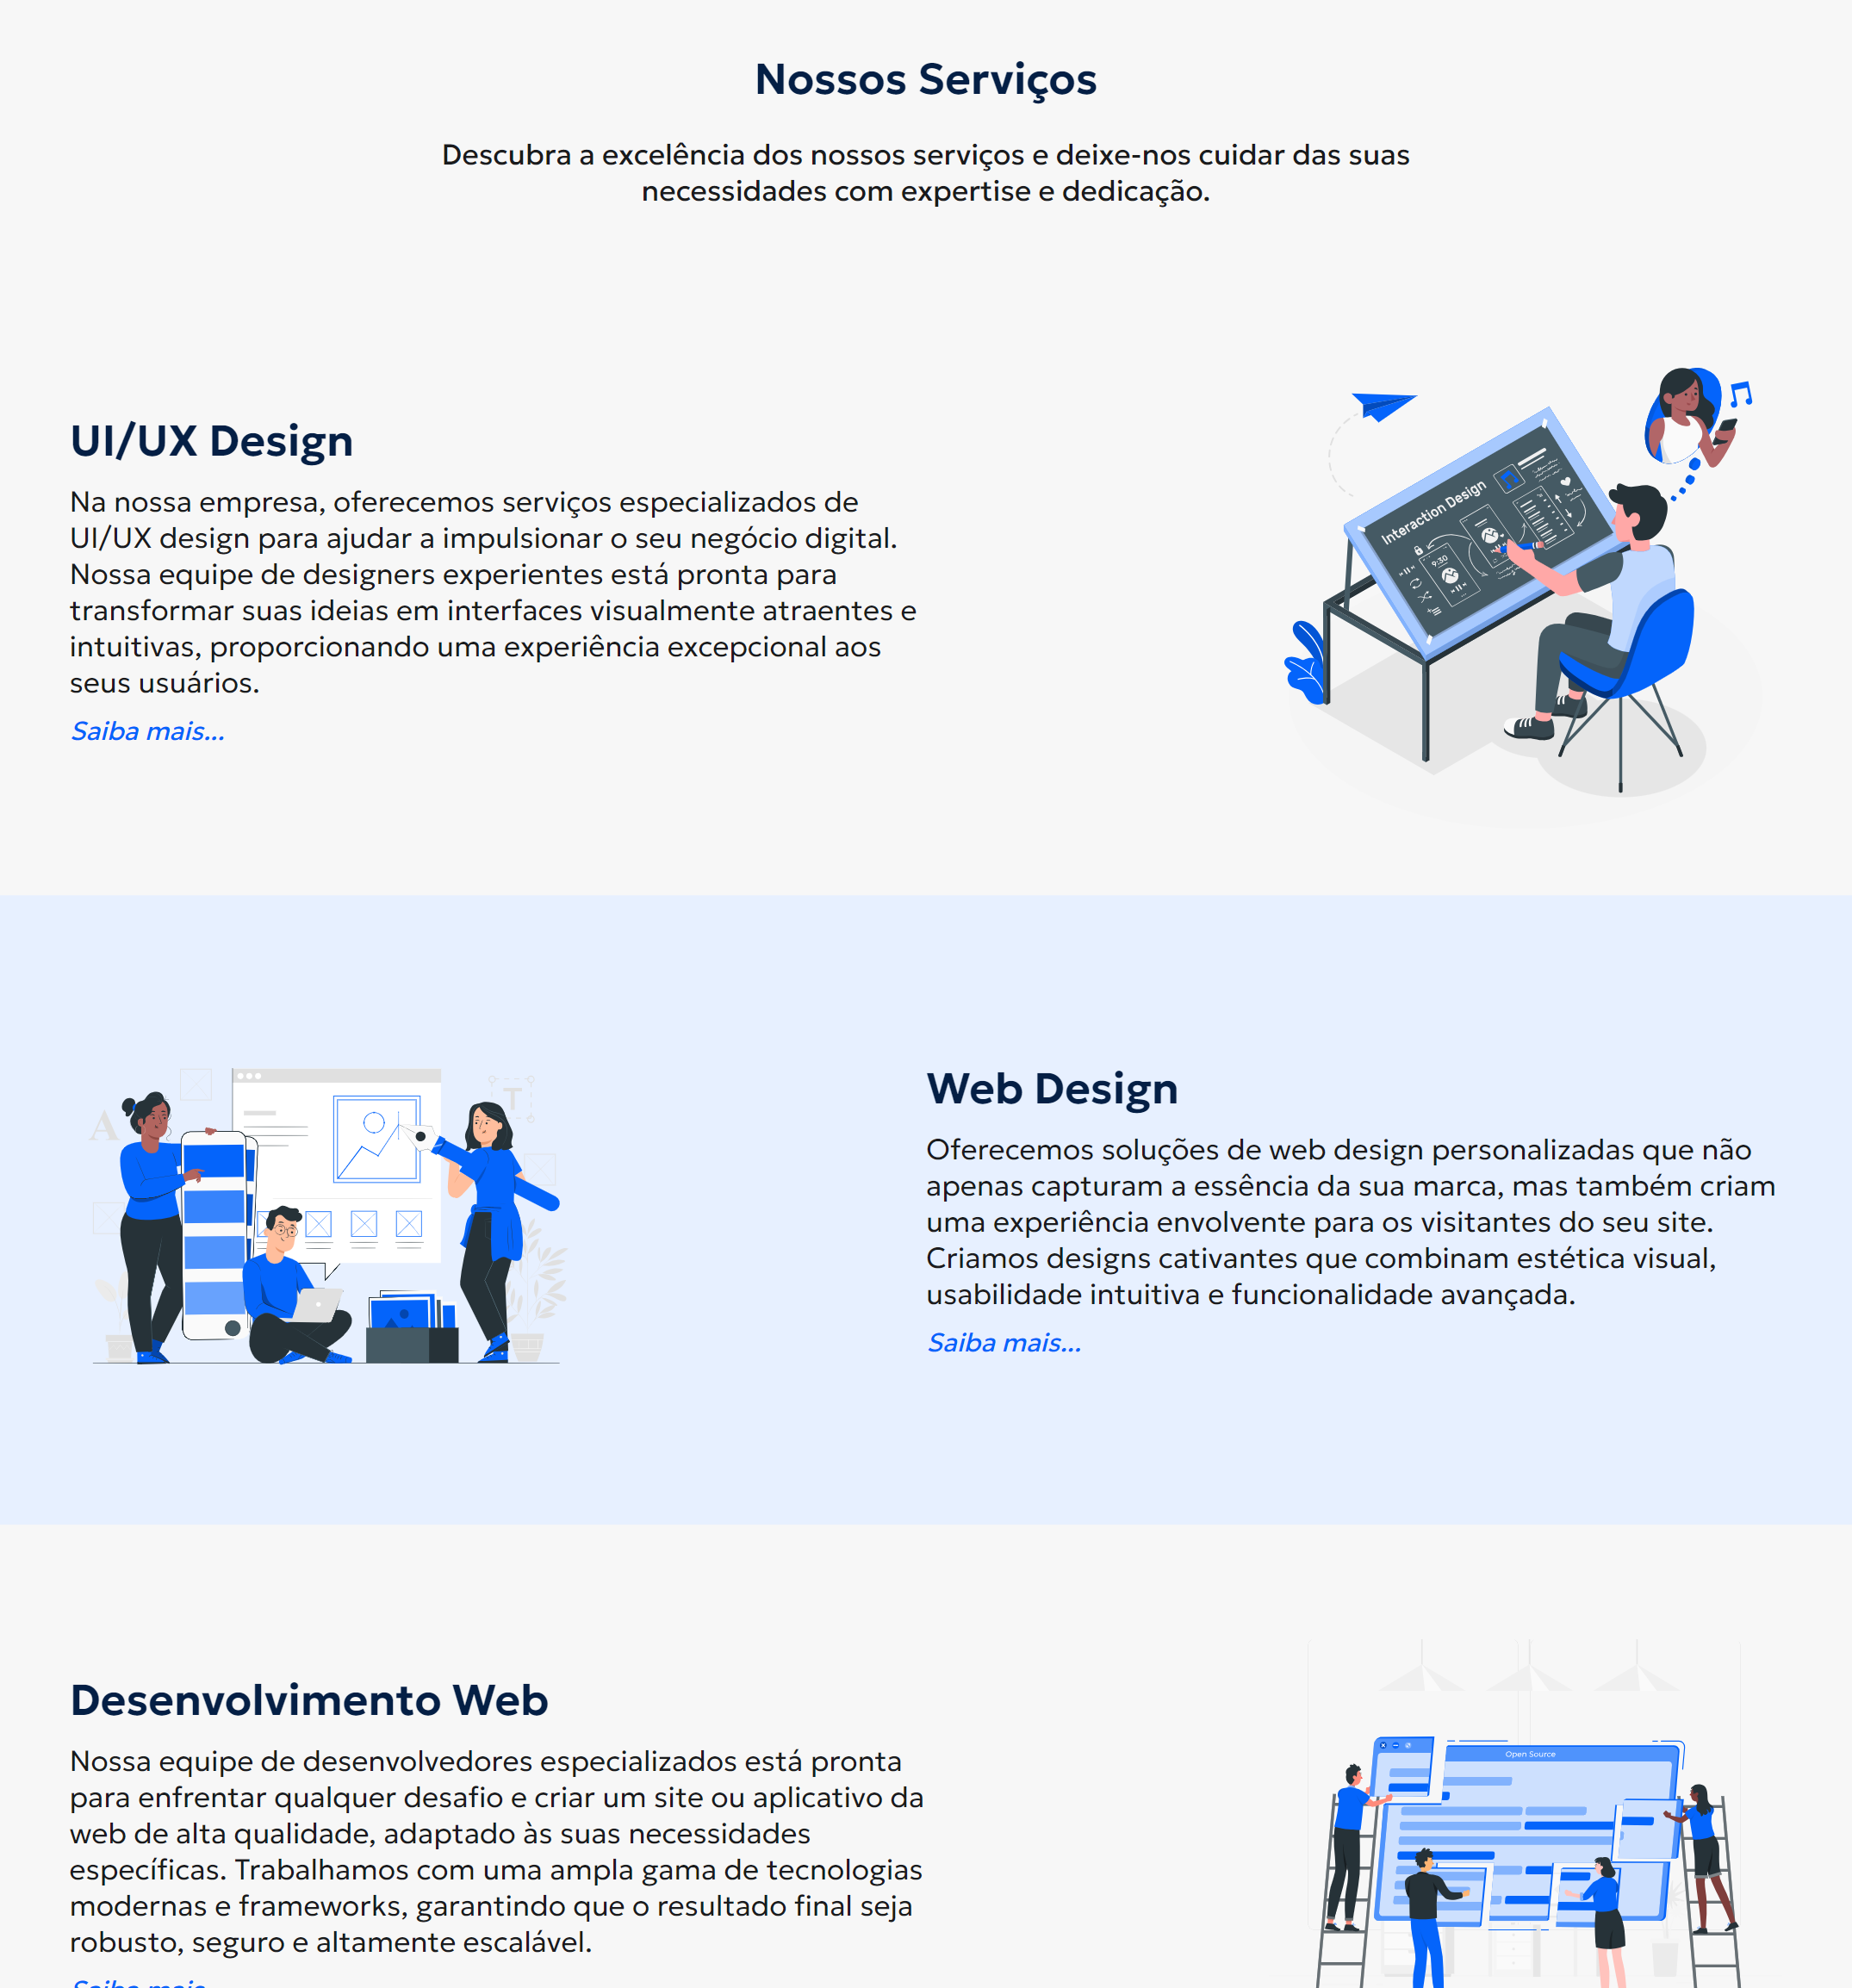 Nossos Serviços
Descubra a excelência dos nossos serviços e deixe-nos cuidar das suas
necessidades com expertise e dedicação.
UI/UX Design
Na nossa empresa, oferecemos serviços especializados de
UI/UX design para ajudar a impulsionar o seu negócio digital.
Nossa equipe de designers experientes está pronta para
transformar suas ideias em interfaces visualmente atraentes e
intuitivas, proporcionando uma experiência excepcional aos
seus usuários.
Saiba mais...
Interaction Design
9:30
A
T
Web Design
Oferecemos soluções de web design personalizadas que não
apenas capturam a essência da sua marca, mas também criam
uma experiência envolvente para os visitantes do seu site.
Criamos designs cativantes que combinam estética visual,
usabilidade intuitiva e funcionalidade avançada.
Saiba mais...
Desenvolvimento Web
Nossa equipe de desenvolvedores especializados está pronta
para enfrentar qualquer desafio e criar um site ou aplicativo da
web de alta qualidade, adaptado às suas necessidades
específicas. Trabalhamos com uma ampla gama de tecnologias
modernas e frameworks, garantindo que o resultado final seja
robusto, seguro e altamente escalável.
Saiba mais
Open Source